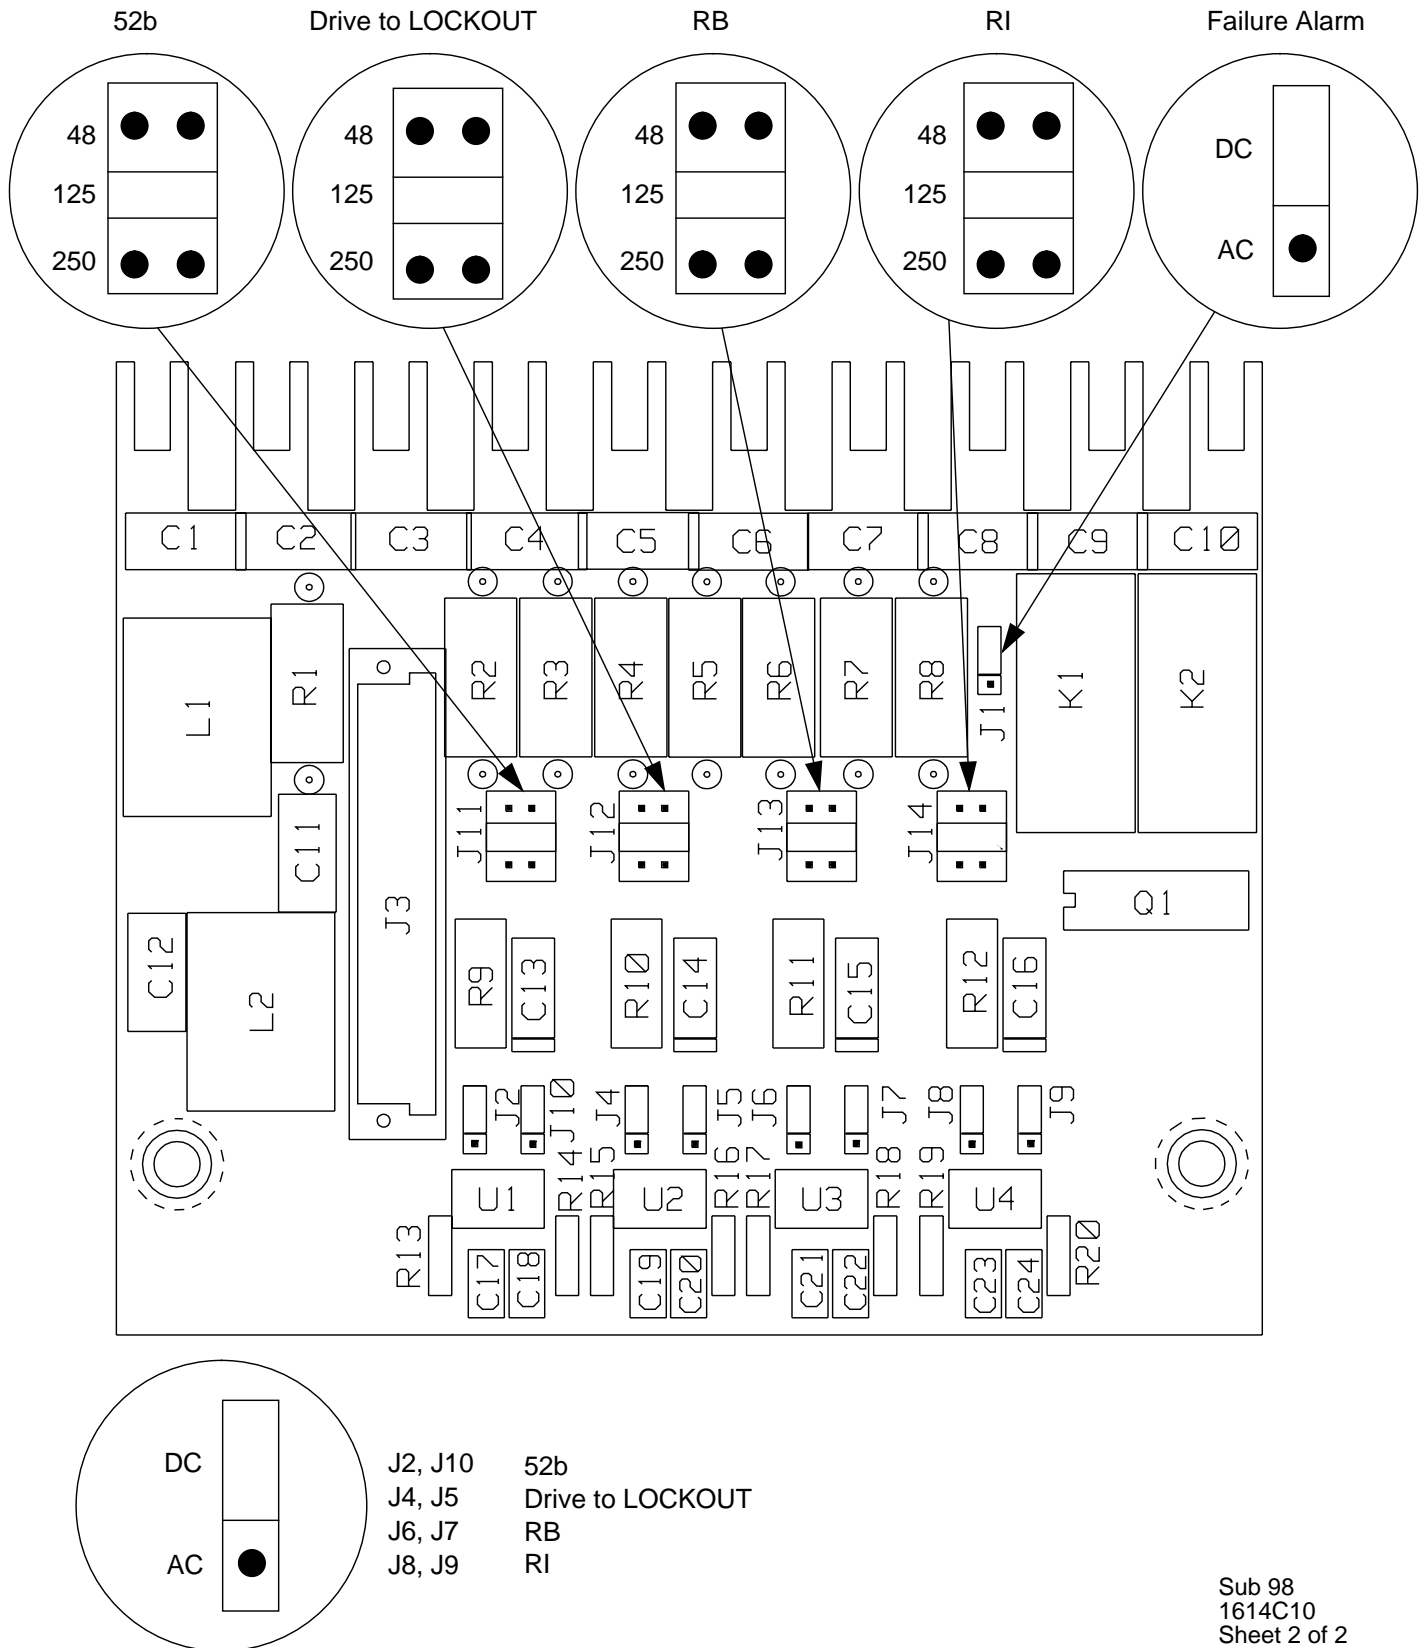 52b Drive to LOCKOUT RB RI Failure Alarm
48 48 48 48 DC
125 125 125 125
250 250 250 250 AC
C1 C2 C3 C4 C5 C6 C7 C8 C9 C10
L1 R1 R2 R3 R4 R5 R6 R7 R8 J1 K1 K2
C11 J11 J12 J13 J14
J3 Q1
C12 L2 R9 C13 R10 C14 R11 C15 R12 C16
J2 J10 J4 J5 J6 J7 J8 J9
R14 R15 R16 R17 R18 R19
U1 U2 U3 U4
R13 C17 C18 C19 C20 C21 C22 C23 C24 R20
DC
AC
J2, J10 52b
J4, J5 Drive to LOCKOUT
J6, J7 RB
J8, J9 RI
Sub 98
1614C10
Sheet 2 of 2